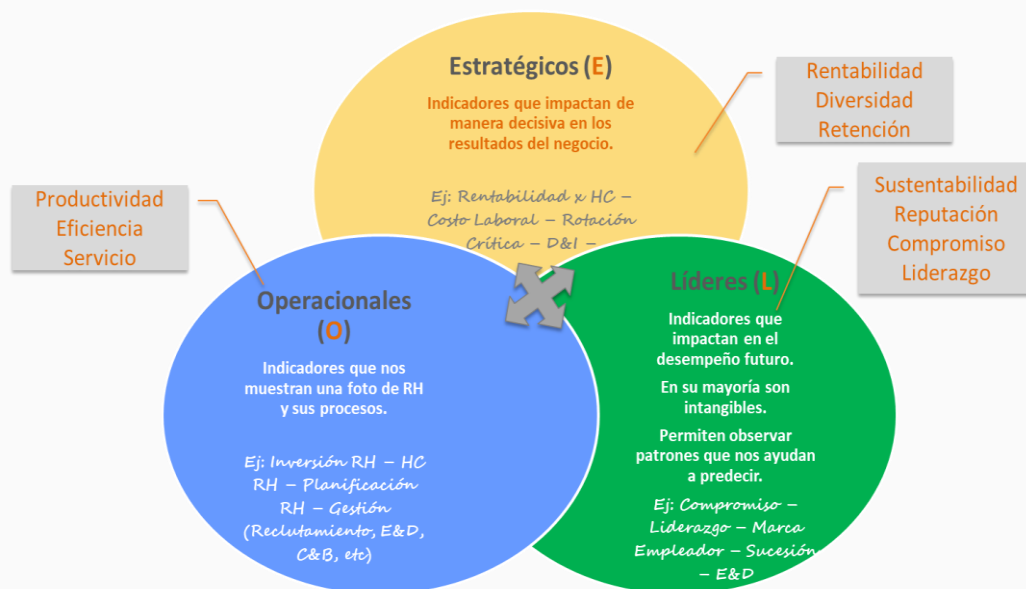 Estratégicos (E)
Indicadores que impactan de
manera decisiva en los
resultados del negocio.
Ej: Rentabilidad x HC –
Costo Laboral – Rotación
Crítica – D&I –
Rentabilidad
Diversidad
Retención
Productividad
Eficiencia
Servicio
Operacionales
(O)
Indicadores que nos
muestran una foto de RH
y sus procesos.
Ej: Inversión RH – HC
RH – Planificación
RH – Gestión
(Reclutamiento, E&D,
C&B, etc)
Sustentabilidad
Reputación
Compromiso
Liderazgo
Líderes (L)
Indicadores que
impactan en el
desempeño futuro.
En su mayoría son
intangibles.
Permiten observar
patrones que nos ayudan
a predecir.
Ej: Compromiso –
Liderazgo – Marca
Empleador – Sucesión
– E&D